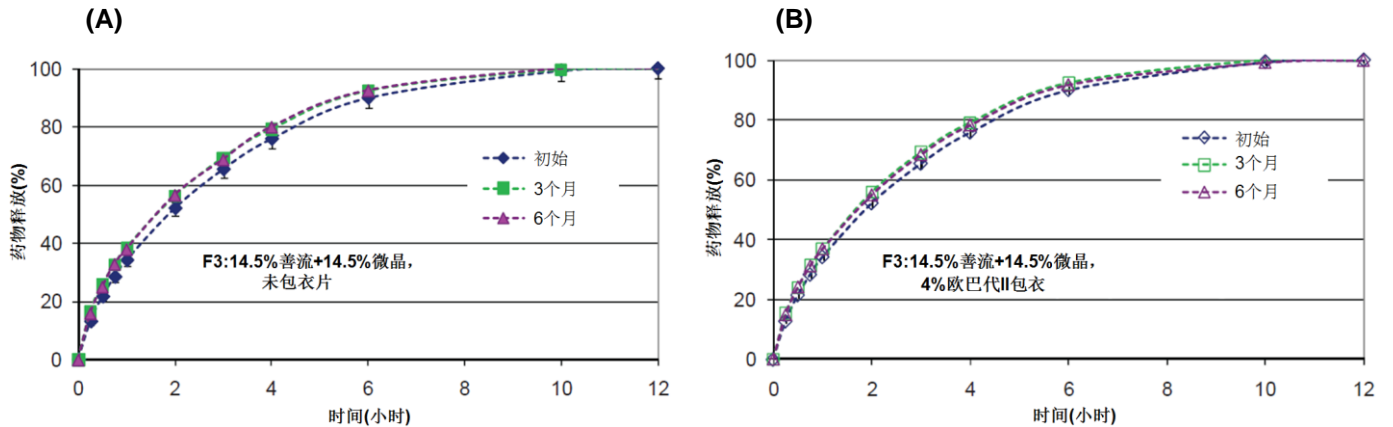 (A)
药物释放(%)
100
80
60
40
20
0
初始
3个月
6个月
F3:14.5%善流+14.5%微晶，
未包衣片
0 2 4 6 8 10 12
时间(小时)
(B)
药物释放(%)
100
80
60
40
20
0
初始
3个月
6个月
F3:14.5%善流+14.5%微晶，
4%欧巴代II包衣
0 2 4 6 8 10 12
时间(小时)